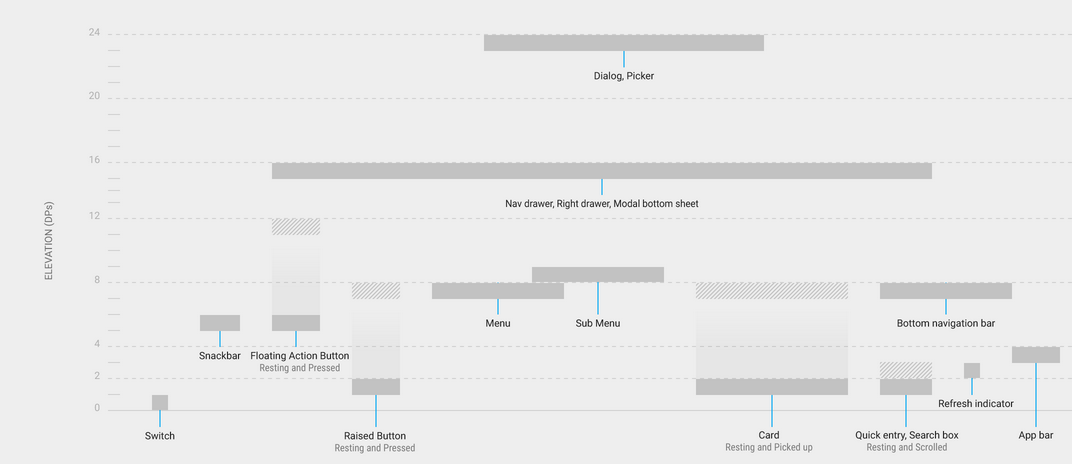 24
Dialog, Picker
20
16
Nav drawer, Right drawer, Modal bottom sheet
12
ELEVATION (DPs)
8
Menu
Sub Menu
Bottom navigation bar
4
Snackbar
Floating Action Button
Resting and Pressed
2
Refresh indicator
0
Switch
Raised Button
Resting and Pressed
Card
Resting and Picked up
Quick entry, Search box
Resting and Scrolled
App bar